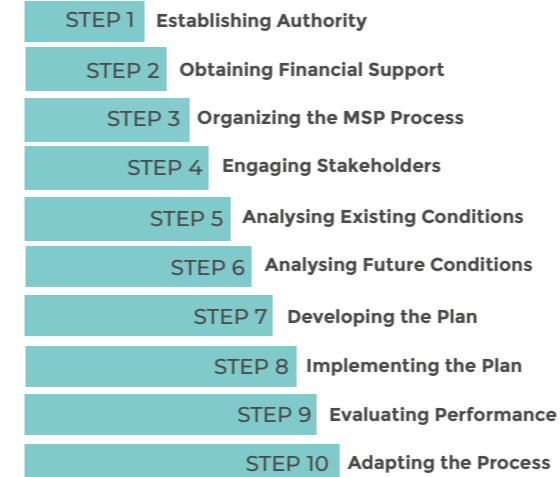 STEP 1 Establishing Authority
STEP 2 Obtaining Financial Support
STEP 3 Organizing the MSP Process
STEP 4 Engaging Stakeholders
STEP 5 Analysing Existing Conditions
STEP 6 Analysing Future Conditions
STEP 7 Developing the Plan
STEP 8 Implementing the Plan
STEP 9 Evaluating Performance
STEP 10 Adapting the Process